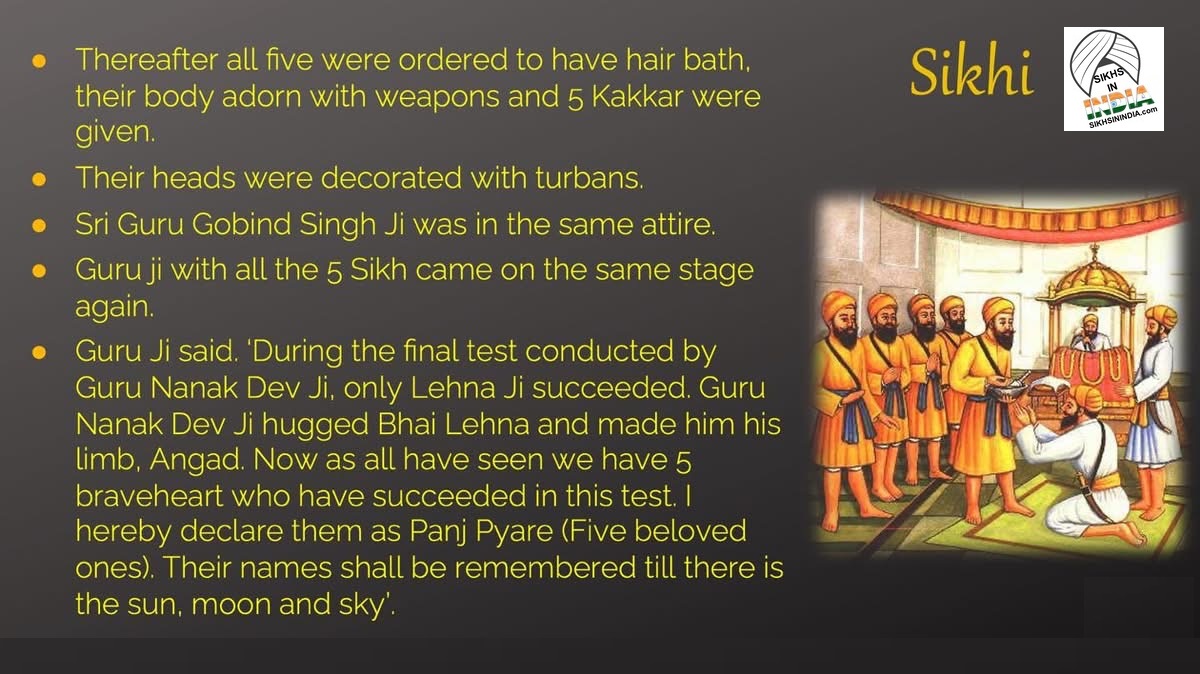 ● Thereafter all five were ordered to have hair bath,
their body adorn with weapons and 5 Kakkar were
given.
● Their heads were decorated with turbans.
● Sri Guru Gobind Singh Ji was in the same attire.
● Guru ji with all the 5 Sikh came on the same stage
again.
● Guru Ji said. ‘During the final test conducted by
Guru Nanak Dev Ji, only Lehna Ji succeeded. Guru
Nanak Dev Ji hugged Bhai Lehna and made him his
limb, Angad. Now as all have seen we have 5
braveheart who have succeeded in this test. I
hereby declare them as Panj Pyare (Five beloved
ones). Their names shall be remembered till there is
the sun, moon and sky’.
Sikhi
SIKHS
IN
INDIA
SIKHSININDIA.com